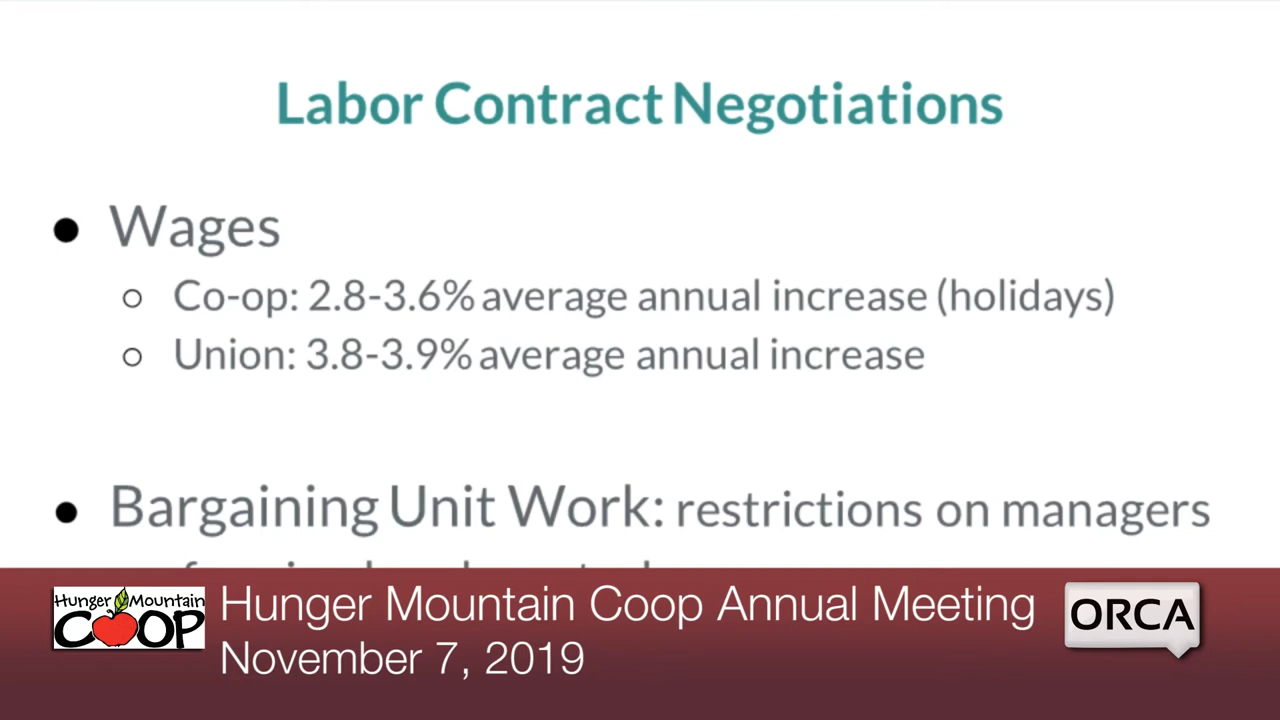 Labor Contract Negotiations
● Wages
○ Co-op: 2.8-3.6% average annual increase (holidays)
○ Union: 3.8-3.9% average annual increase
● Bargaining Unit Work: restrictions on managers
Hunger Mountain
COOP
Hunger Mountain Coop Annual Meeting
November 7, 2019
ORCA